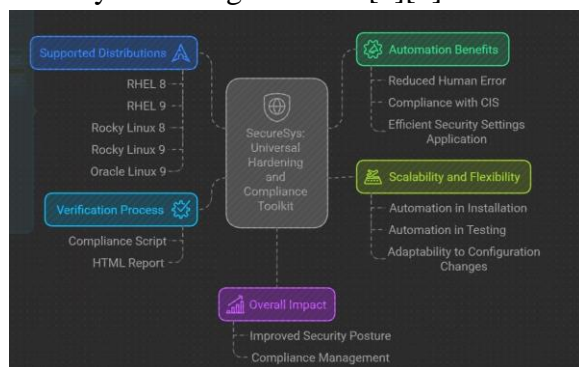 Supported Distributions
RHEL 8
RHEL 9
Rocky Linux 8
Rocky Linux 9
Oracle Linux 9
Verification Process
Compliance Script
HTML Report
SecureSys:
Universal
Hardening
and
Compliance
Toolkit
Automation Benefits
Reduced Human Error
Compliance with CIS
Efficient Security Settings
Application
Scalability and Flexibility
Automation in Installation
Automation in Testing
Adaptability to Configuration
Changes
Overall Impact
Improved Security Posture
Compliance Management